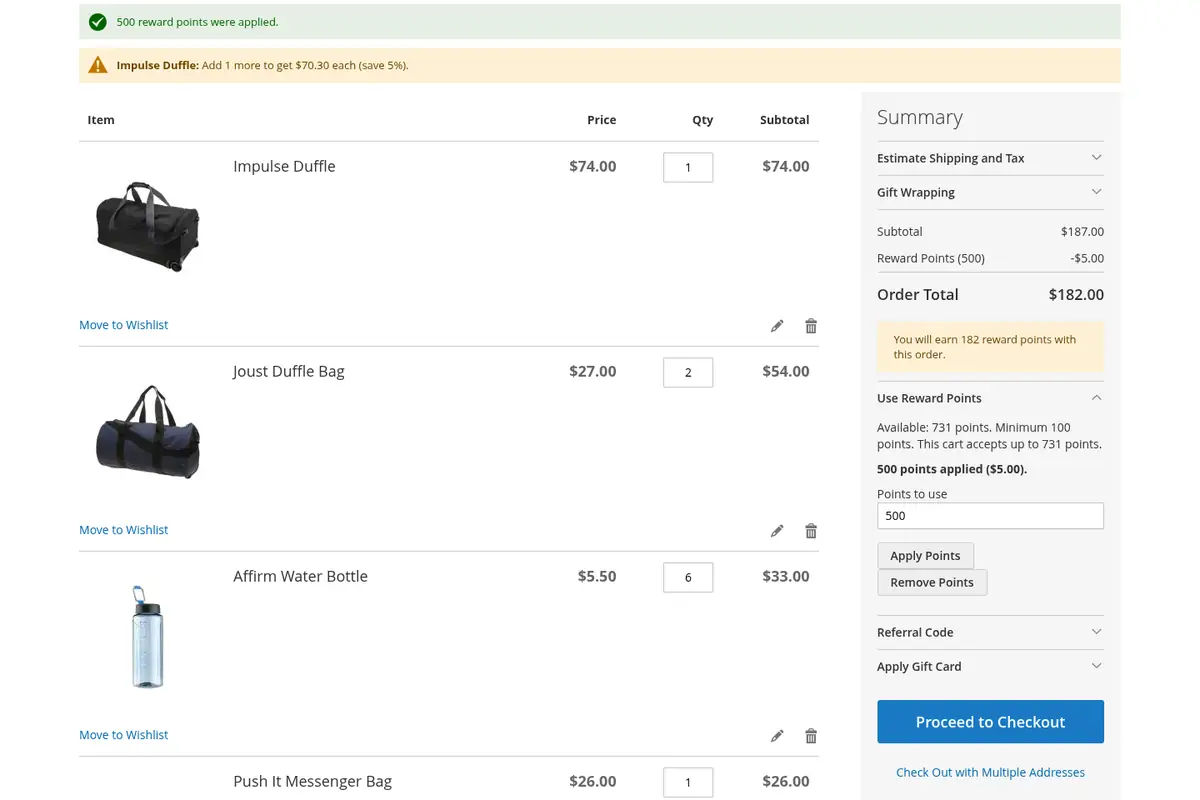 500 reward points were applied.
Impulse Duffle: Add 1 more to get $70.30 each (save 5%).
Item Price Qty Subtotal
Impulse Duffle $74.00 1 $74.00
Move to Wishlist
Joust Duffle Bag $27.00 2 $54.00
Move to Wishlist
Affirm Water Bottle $5.50 6 $33.00
Move to Wishlist
Push It Messenger Bag $26.00 1 $26.00
Summary
Estimate Shipping and Tax
Gift Wrapping
Subtotal $187.00
Reward Points (500) -$5.00
Order Total $182.00
You will earn 182 reward points with
this order.
Use Reward Points
Available: 731 points. Minimum 100
points. This cart accepts up to 731 points.
500 points applied ($5.00).
Points to use
500
Apply Points
Remove Points
Referral Code
Apply Gift Card
Proceed to Checkout
Check Out with Multiple Addresses